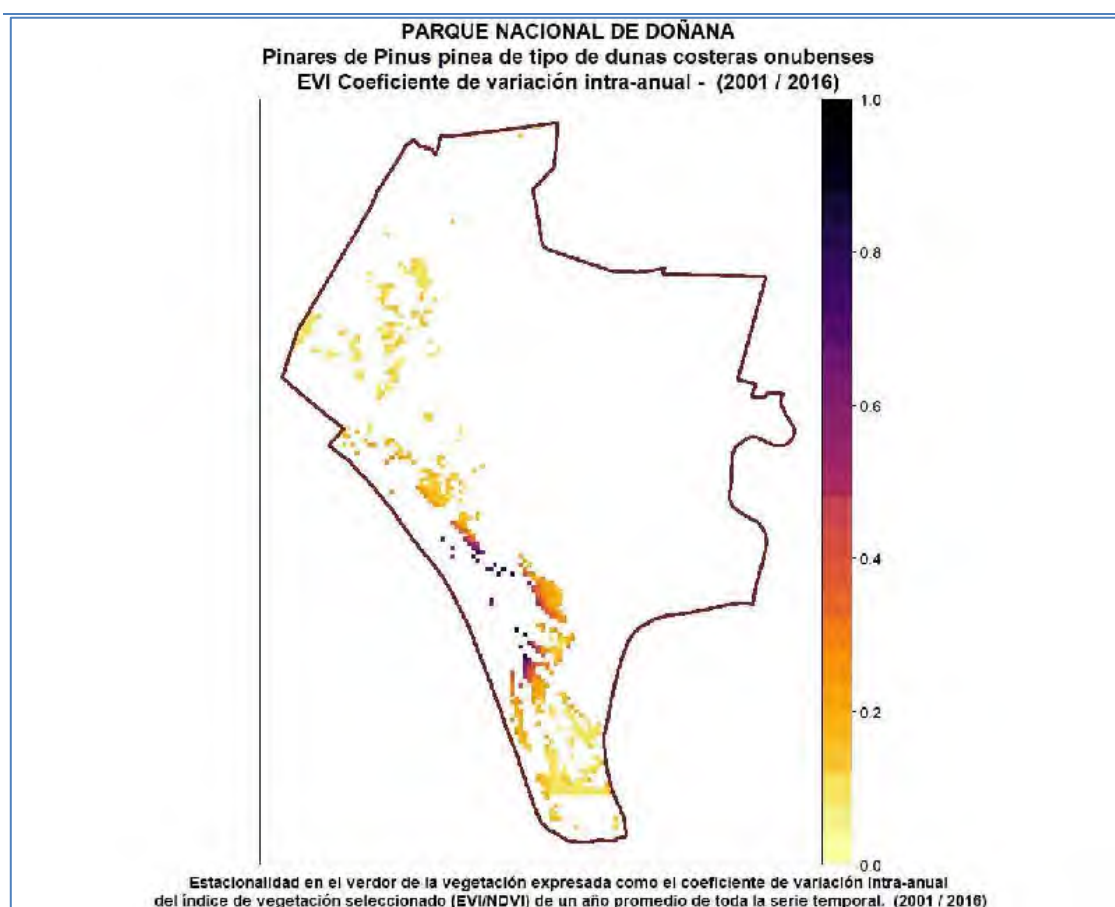 PARQUE NACIONAL DE DOÑANA
Pinares de Pinus pinea de tipo de dunas costeras onubenses
EVI Coeficiente de variación intra-anual - (2001 / 2016)
1.0
0.8
0.6
0.4
0.2
0.0
Estacionalidad en el verdor de la vegetación expresada como el coeficiente de variación intra-anual
del índice de vegetación seleccionado (EVI/NDVI) de un año promedio de toda la serie temporal. (2001 / 2016)